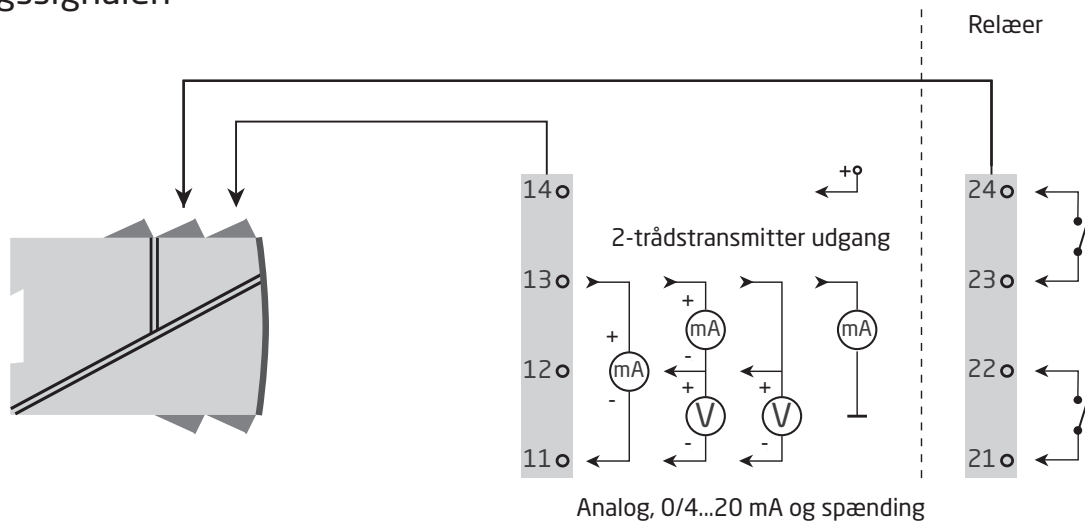 Relæer
+
14
24
2-trådstransmitter udgang
13
23
+
+
mA
mA
mA
-
12
22
+
+
-
V
V
-
-
11
21
Analog, 0/4...20 mA og spænding